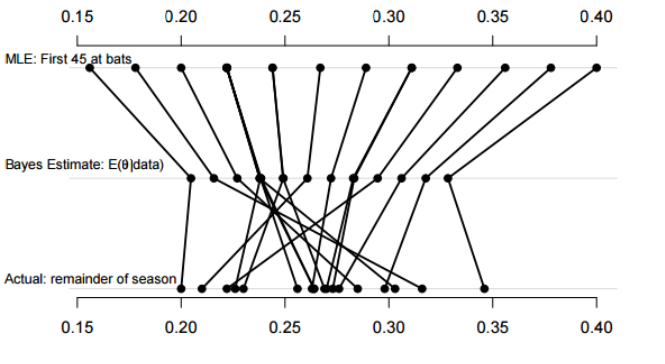 0.15 0.20 0.25 0.30 0.35 0.40
MLE: First 45 at bats
Bayes Estimate: E(θ|data)
Actual: remainder of season
0.15 0.20 0.25 0.30 0.35 0.40